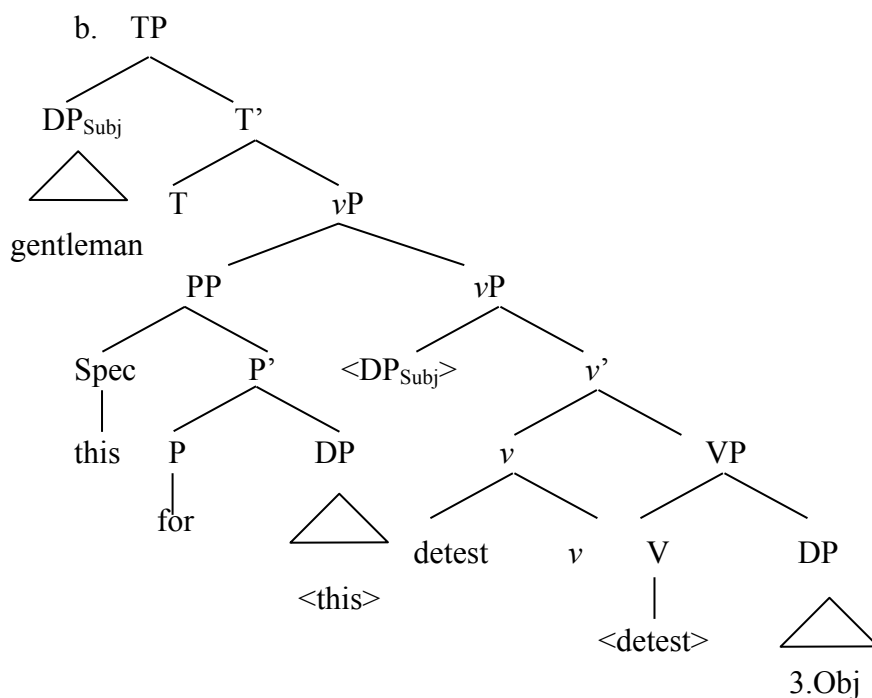 b. TP
DPSubj T’
T vP
gentleman
PP vP
Spec P’ <DPSubj> v’
this P DP v VP
for
detest v V DP
<this>
<detest>
3.Obj